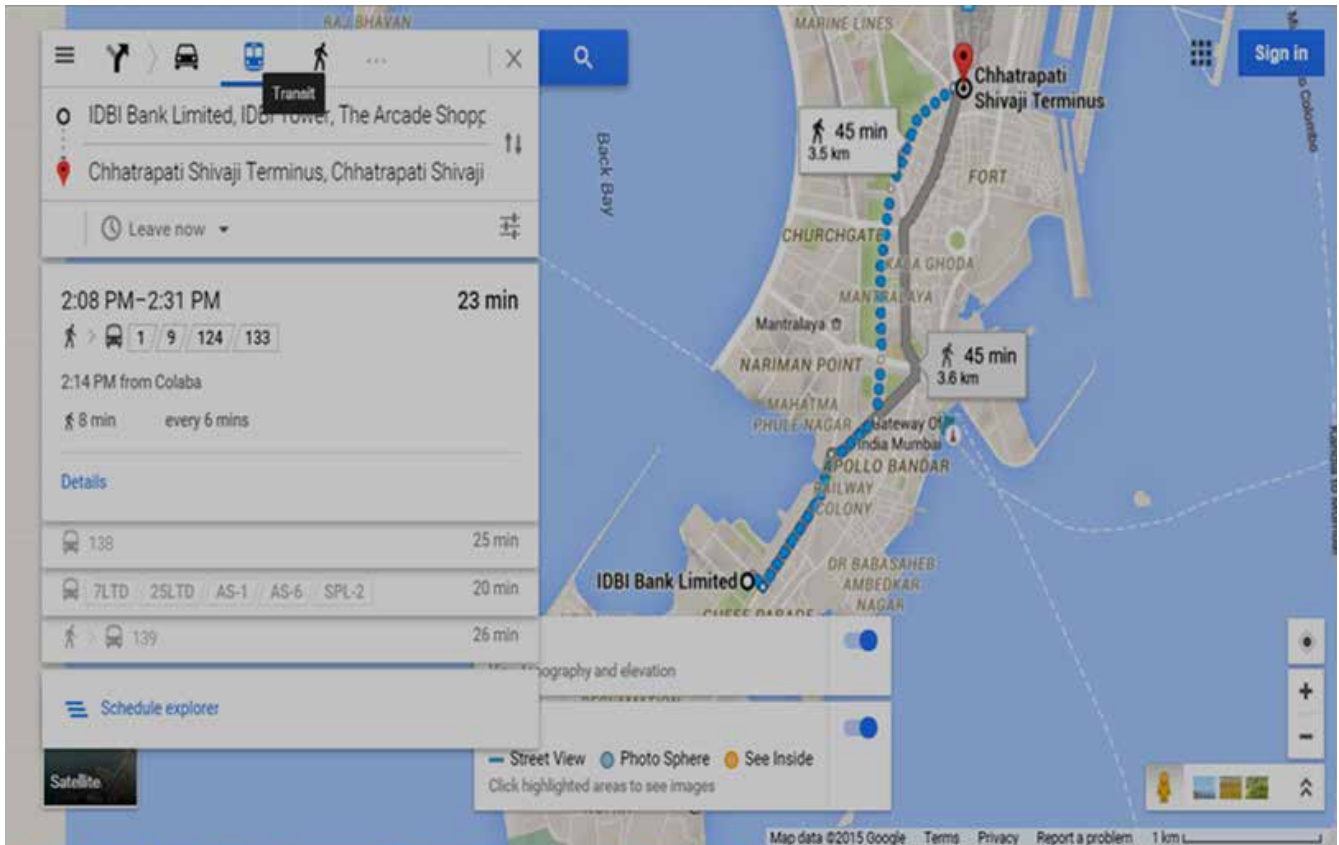 Transit
IDBI Bank Limited, IDBI Tower, The Arcade Shopp
Chhatrapati Shivaji Terminus, Chhatrapati Shivaji
Leave now
2:08 PM–2:31 PM
23 min
1 9 124 133
2:14 PM from Colaba
8 min every 6 mins
Details
138
25 min
7LTD 25LTD AS-1 AS-6 SPL-2
20 min
139
26 min
Schedule explorer
Satellite
RAJ BHAVAN
MARINE LINES
Sign in
Colombo
Chhatrapati
Shivaji Terminus
45 min
3.5 km
Back Bay
FORT
CHURCHGATE
KALA GHODA
MANTRALAYA
Mantralaya
NARIMAN POINT
45 min
3.6 km
MAHATMA
PHULE NAGAR
Gateway Of
India Mumbai
APOLLO BANDAR
RAILWAY
COLONY
DR BABASAHEB
AMBEDKAR
NAGAR
IDBI Bank Limited
CUFFE PARADE
and elevation
Street View Photo Sphere See Inside
Click highlighted areas to see images
Map data ©2015 Google Terms Privacy Report a problem 1 km